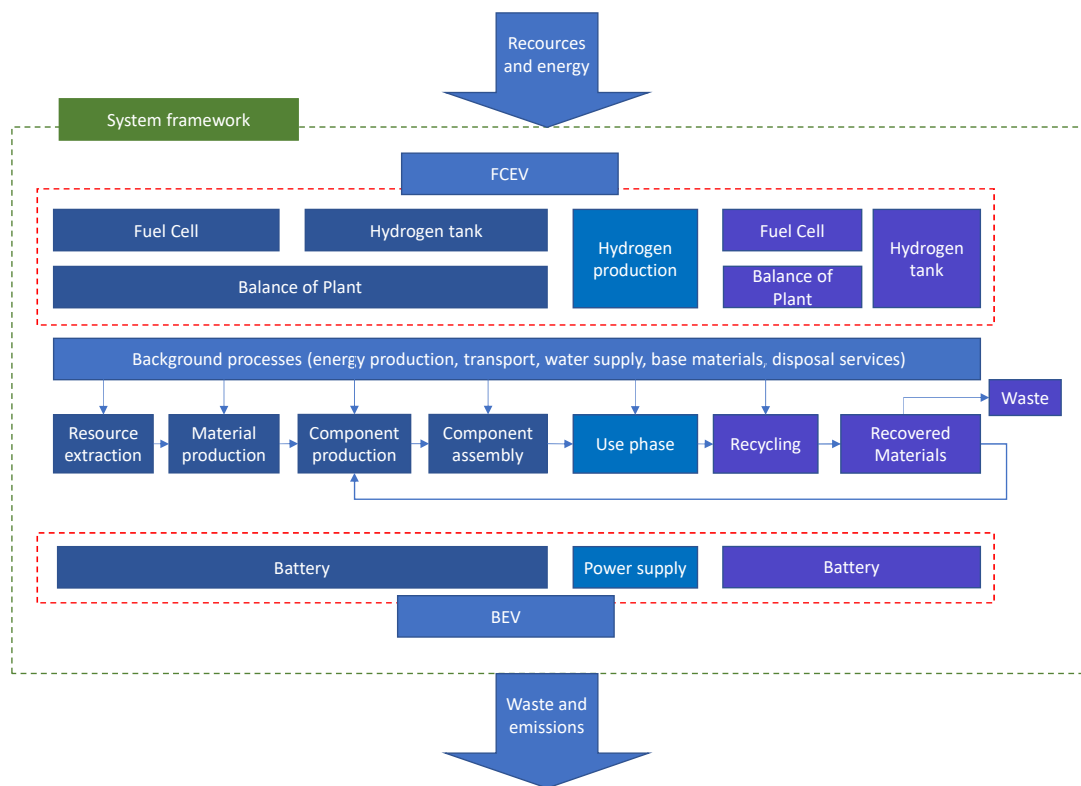 Recources
and energy
System framework
FCEV
Fuel Cell
Hydrogen tank
Balance of Plant
Hydrogen
production
Fuel Cell
Balance of
Plant
Hydrogen
tank
Background processes (energy production, transport, water supply, base materials, disposal services)
Waste
Resource
extraction
Material
production
Component
production
Component
assembly
Use phase
Recycling
Recovered
Materials
Battery
Power supply
Battery
BEV
Waste and
emissions